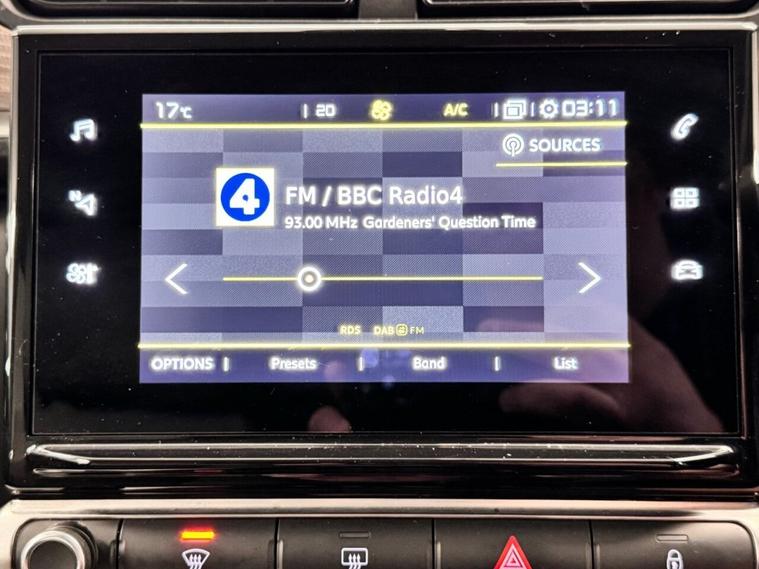 17°C 20 A/C 03:11
SOURCES
4
FM / BBC Radio4
93.00 MHz Gardeners' Question Time
RDS DAB FM
OPTIONS Presets Band List